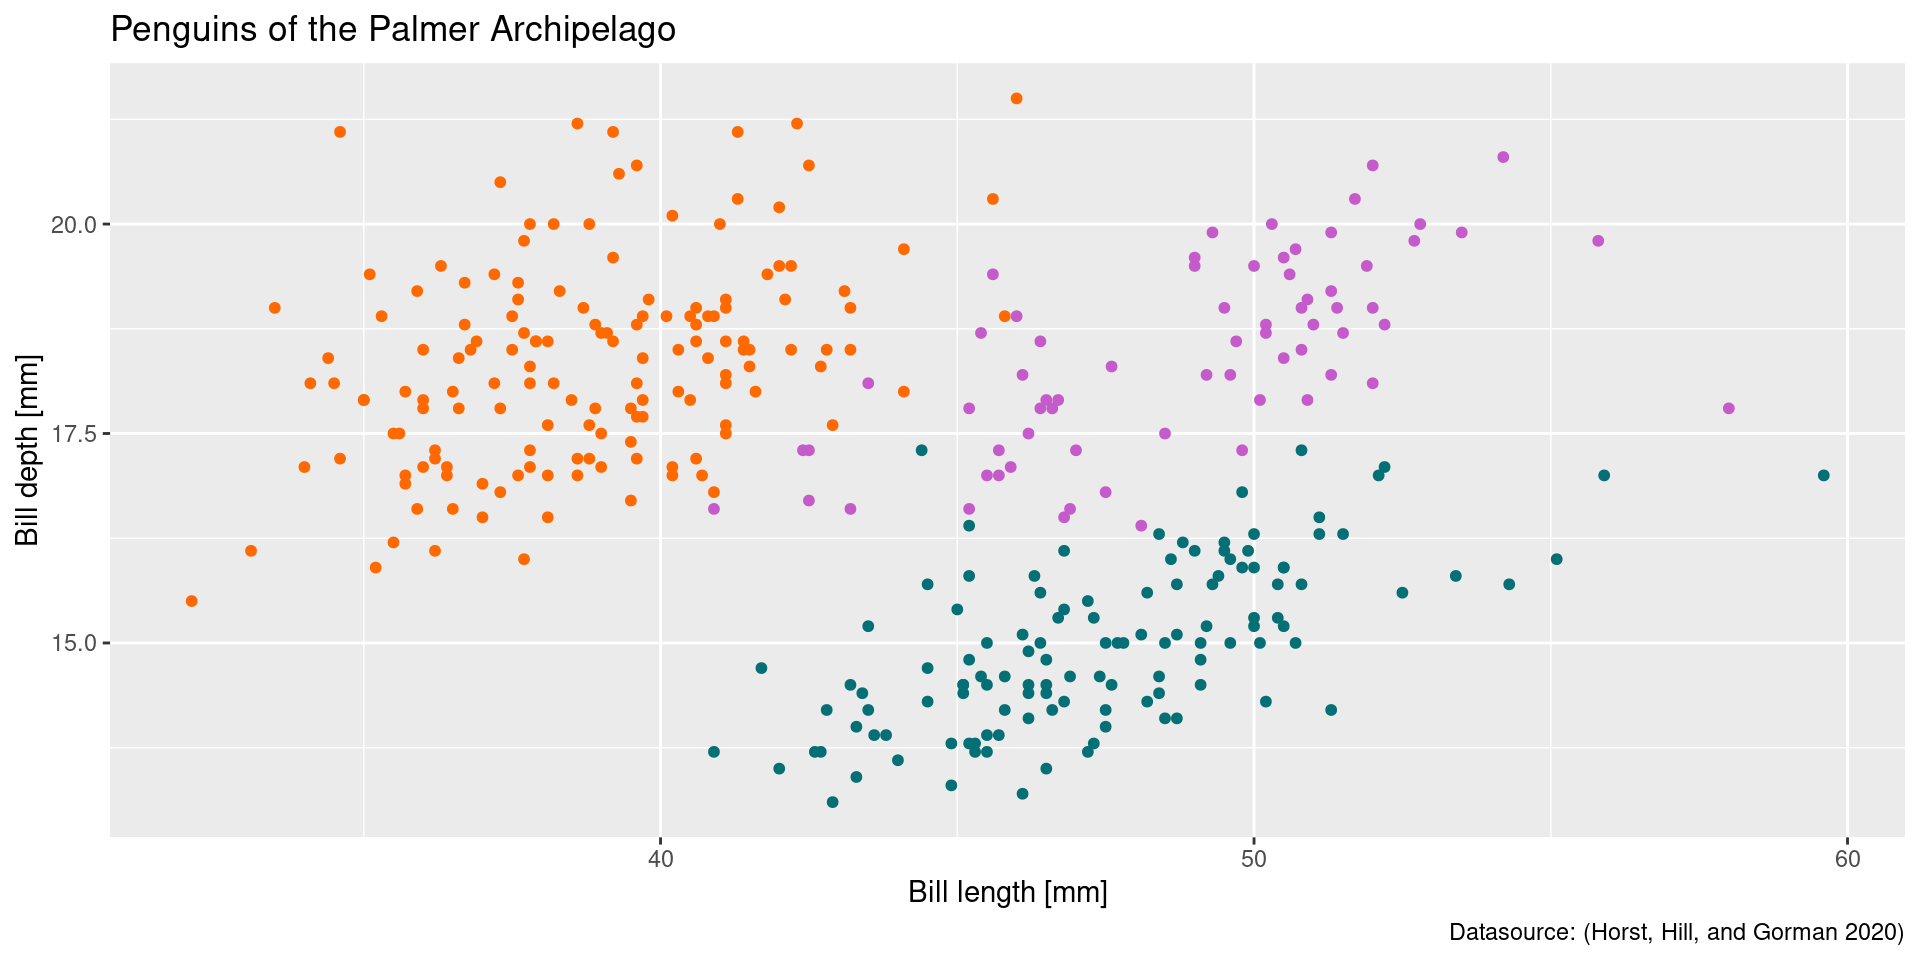 Penguins of the Palmer Archipelago
Bill depth [mm]
20.0
17.5
15.0
40 50 60
Bill length [mm]
Datasource: (Horst, Hill, and Gorman 2020)